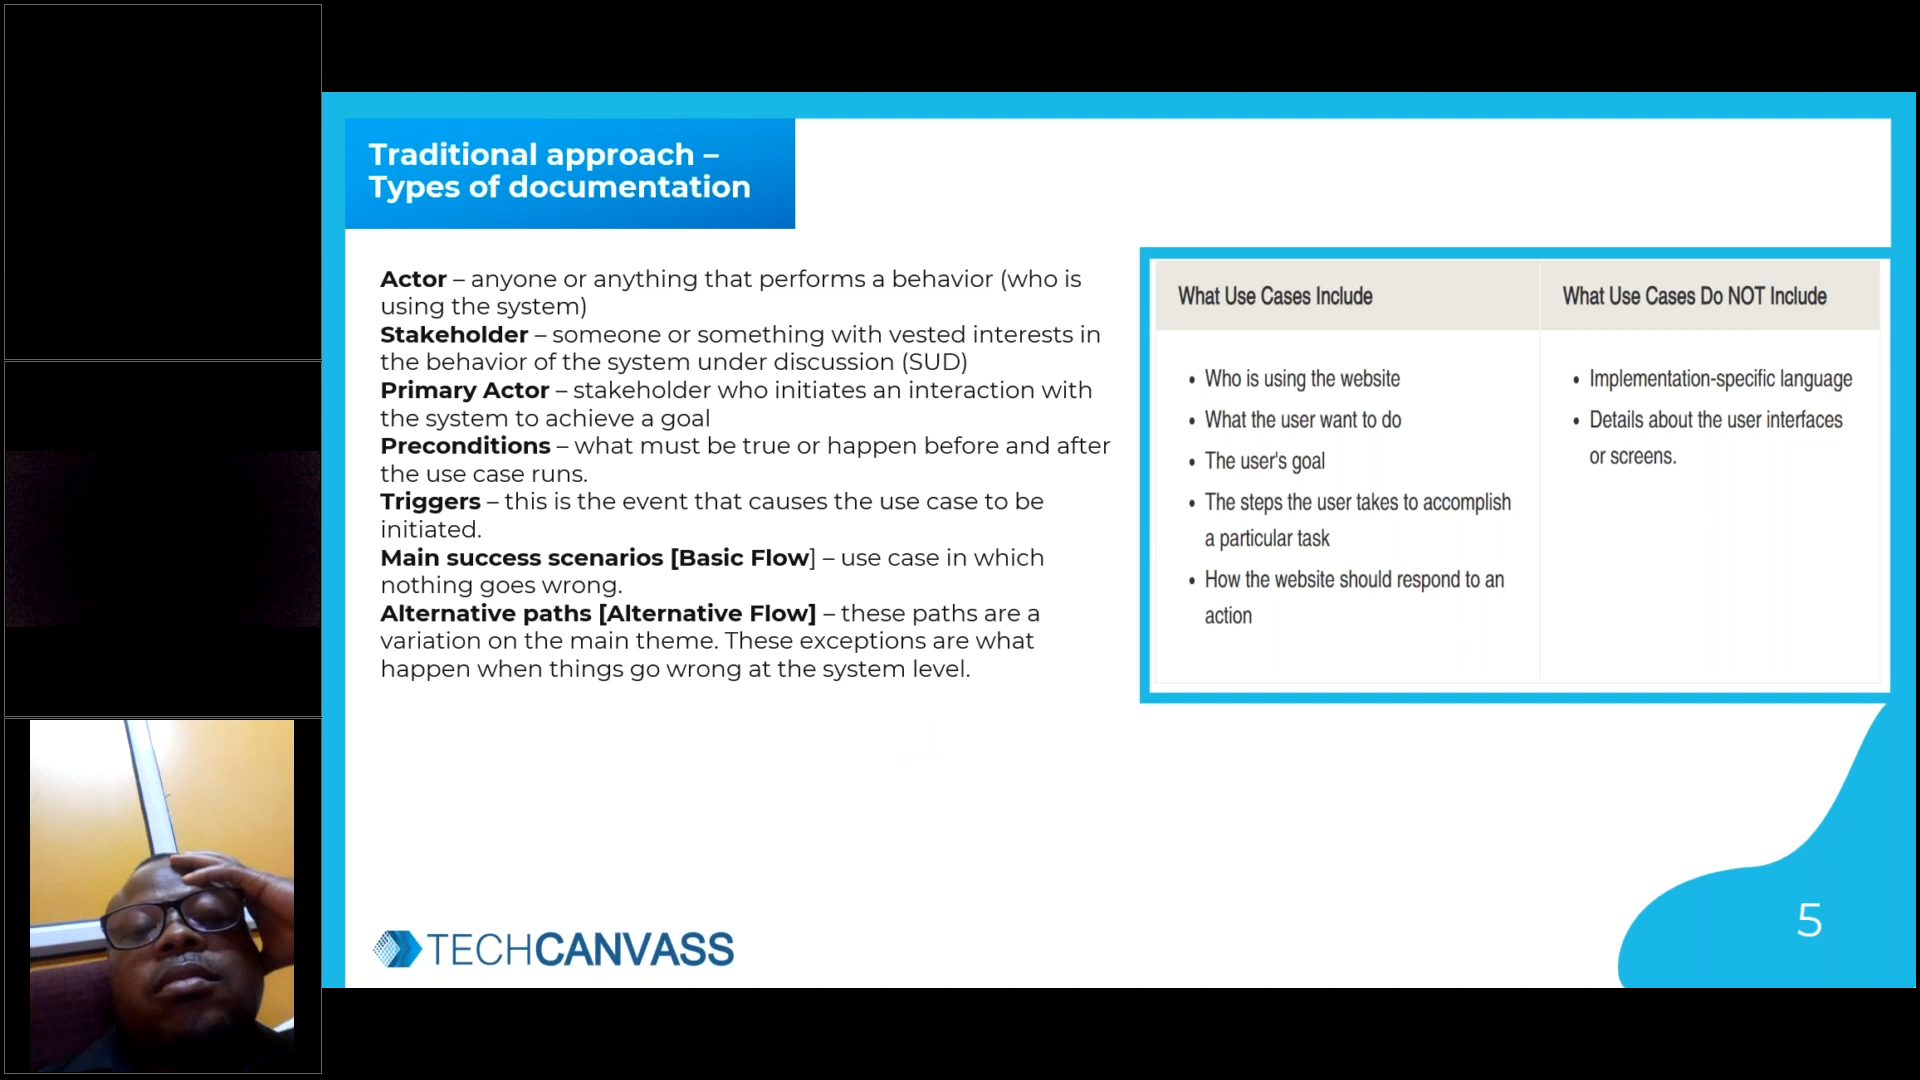 Traditional approach –
Types of documentation
Actor – anyone or anything that performs a behavior (who is
using the system)
Stakeholder – someone or something with vested interests in
the behavior of the system under discussion (SUD)
Primary Actor – stakeholder who initiates an interaction with
the system to achieve a goal
Preconditions – what must be true or happen before and after
the use case runs.
Triggers – this is the event that causes the use case to be
initiated.
Main success scenarios [Basic Flow] – use case in which
nothing goes wrong.
Alternative paths [Alternative Flow] – these paths are a
variation on the main theme. These exceptions are what
happen when things go wrong at the system level.
What Use Cases Include
• Who is using the website
• What the user want to do
• The user's goal
• The steps the user takes to accomplish
a particular task
• How the website should respond to an
action
What Use Cases Do NOT Include
• Implementation-specific language
• Details about the user interfaces
or screens.
TECHCANVASS
5